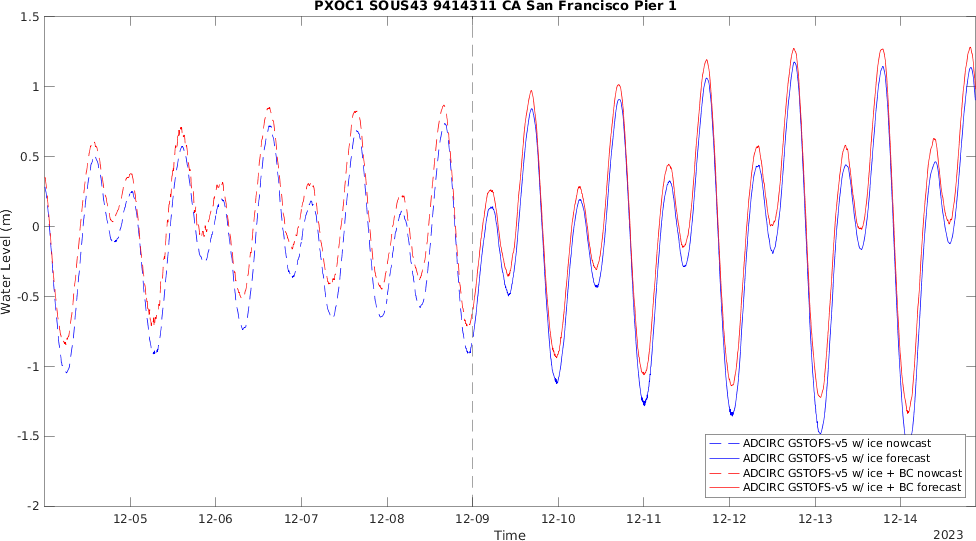 PXOC1 SOUS43 9414311 CA San Francisco Pier 1
1.5
1
0.5
0
-0.5
-1
-1.5
-2
Water Level (m)
ADCIRC GSTOFS-v5 w/ ice nowcast
ADCIRC GSTOFS-v5 w/ ice forecast
ADCIRC GSTOFS-v5 w/ ice + BC nowcast
ADCIRC GSTOFS-v5 w/ ice + BC forecast
12-05 12-06 12-07 12-08 12-09 12-10 12-11 12-12 12-13 12-14
Time
2023